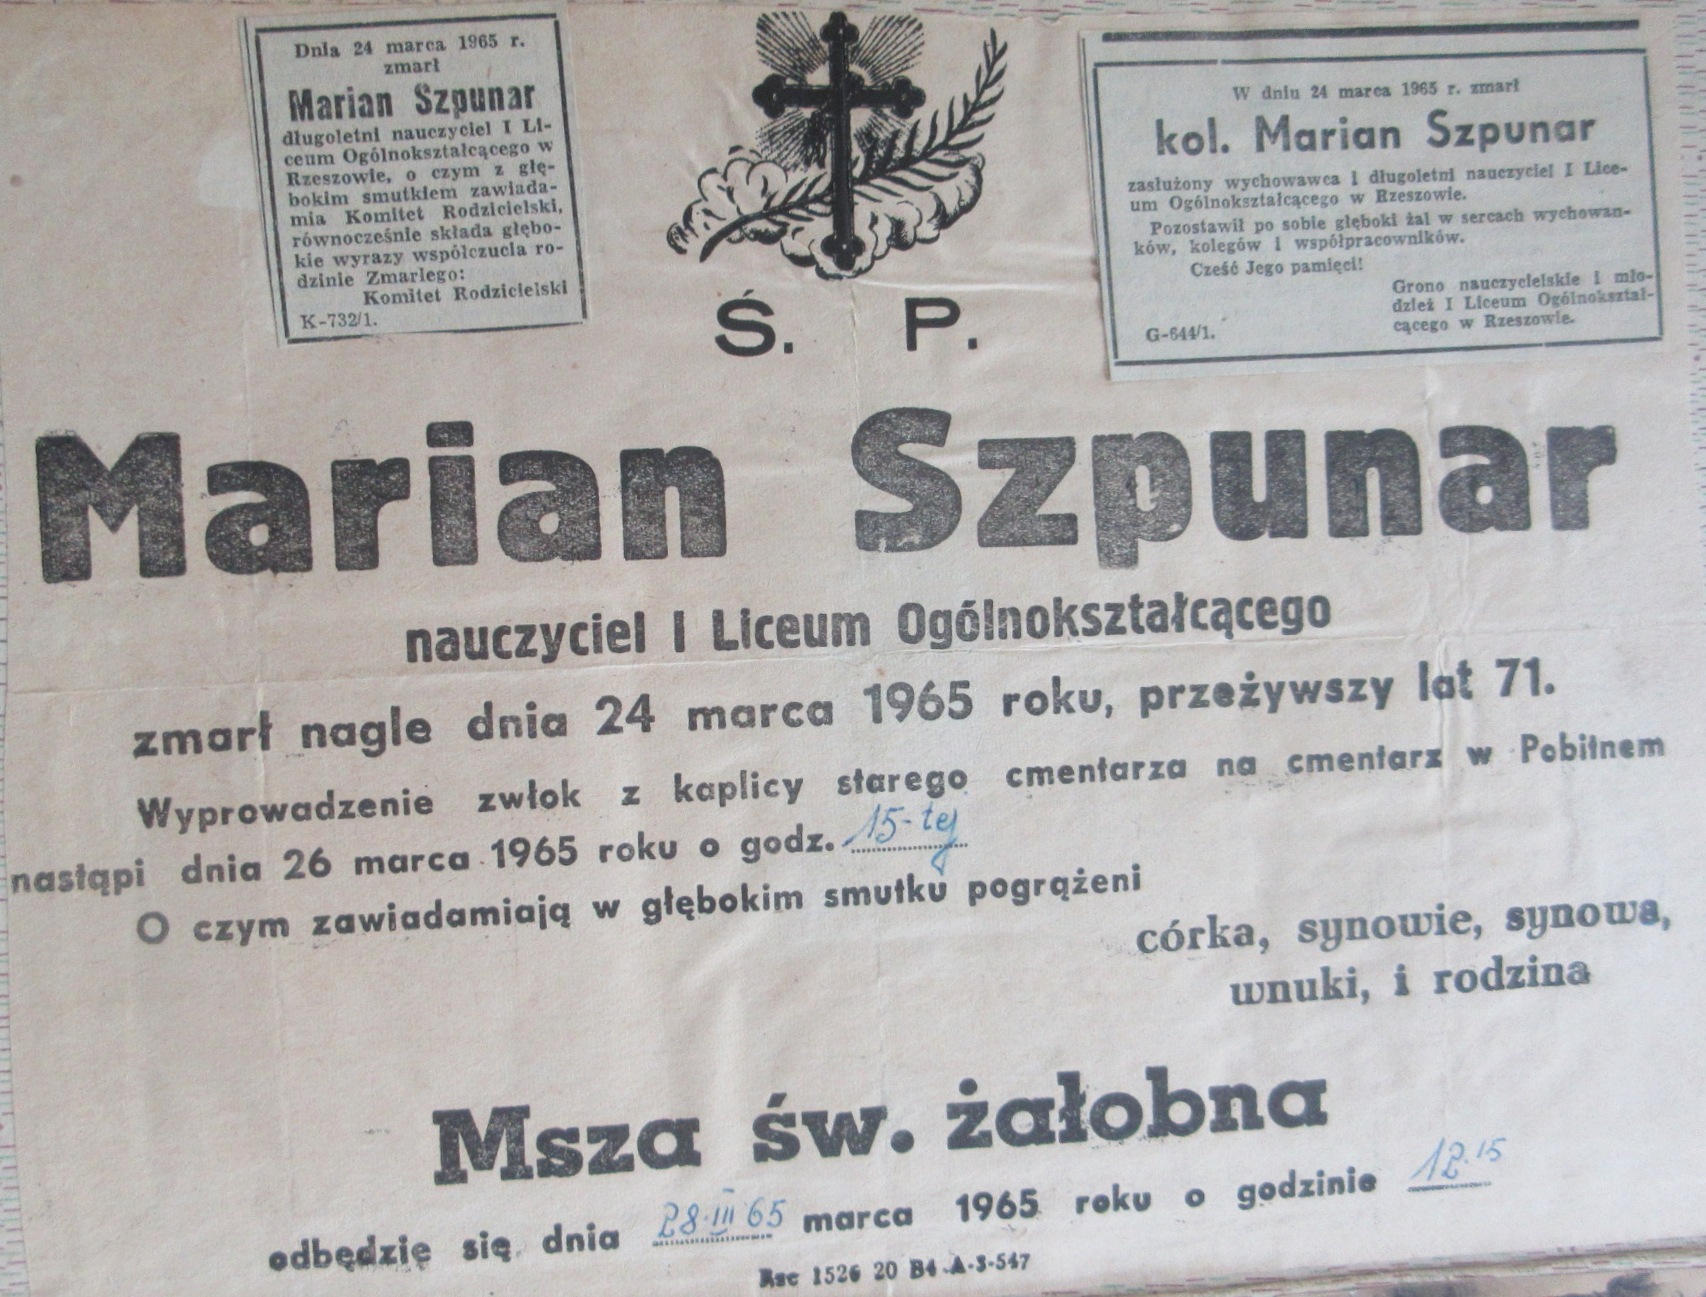 Dnia 24 marca 1965 r.
zmarł
Marian Szpunar
długoletni nauczyciel I Li-
ceum Ogólnokształcącego w
Rzeszowie, o czym z głę-
bokim smutkiem zawiada-
mia Komitet Rodzicielski,
równocześnie składa głębo-
kie wyrazy współczucia ro-
dzinie Zmarłego:
Komitet Rodzicielski
K-732/1.
W dniu 24 marca 1965 r. zmarł
kol. Marian Szpunar
zasłużony wychowawca i długoletni nauczyciel I Lice-
um Ogólnokształcącego w Rzeszowie.
Pozostawił po sobie głęboki żal w sercach wychowan-
ków, kolegów i współpracowników.
Cześć Jego pamięci!
Grono nauczycielskie i mło-
dzież I Liceum Ogólnokształ-
cącego w Rzeszowie.
G-644/1.
Ś. P.
Marian Szpunar
nauczyciel I Liceum Ogólnokształcącego
zmarł nagle dnia 24 marca 1965 roku, przeżywszy lat 71.
Wyprowadzenie zwłok z kaplicy starego cmentarza na cmentarz w Pobitnem
nastąpi dnia 26 marca 1965 roku o godz. 15-tej
O czym zawiadamiają w głębokim smutku pogrążeni
córka, synowie, synowa,
wnuki, i rodzina
Msza św. żałobna
odbędzie się dnia 28.III 65 marca 1965 roku o godzinie 12.15
Rzc 1526 20 B4-A-3-547